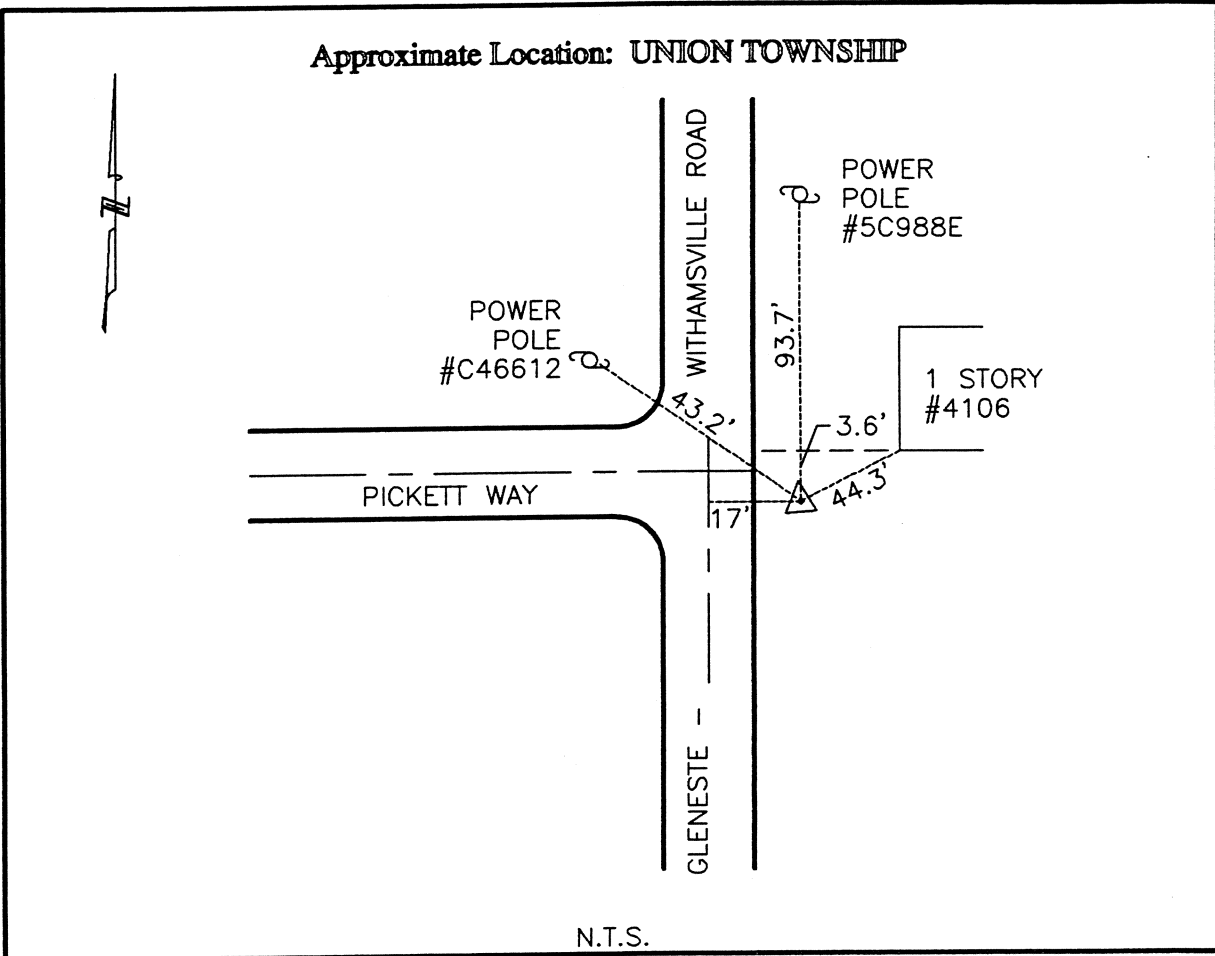 Approximate Location: UNION TOWNSHIP
N
WITHAMSVILLE ROAD
POWER
POLE
#5C988E
POWER
POLE
#C46612
93.7'
1 STORY
#4106
43.2'
3.6'
44.3'
PICKETT WAY
17'
GLENESTE -
N.T.S.